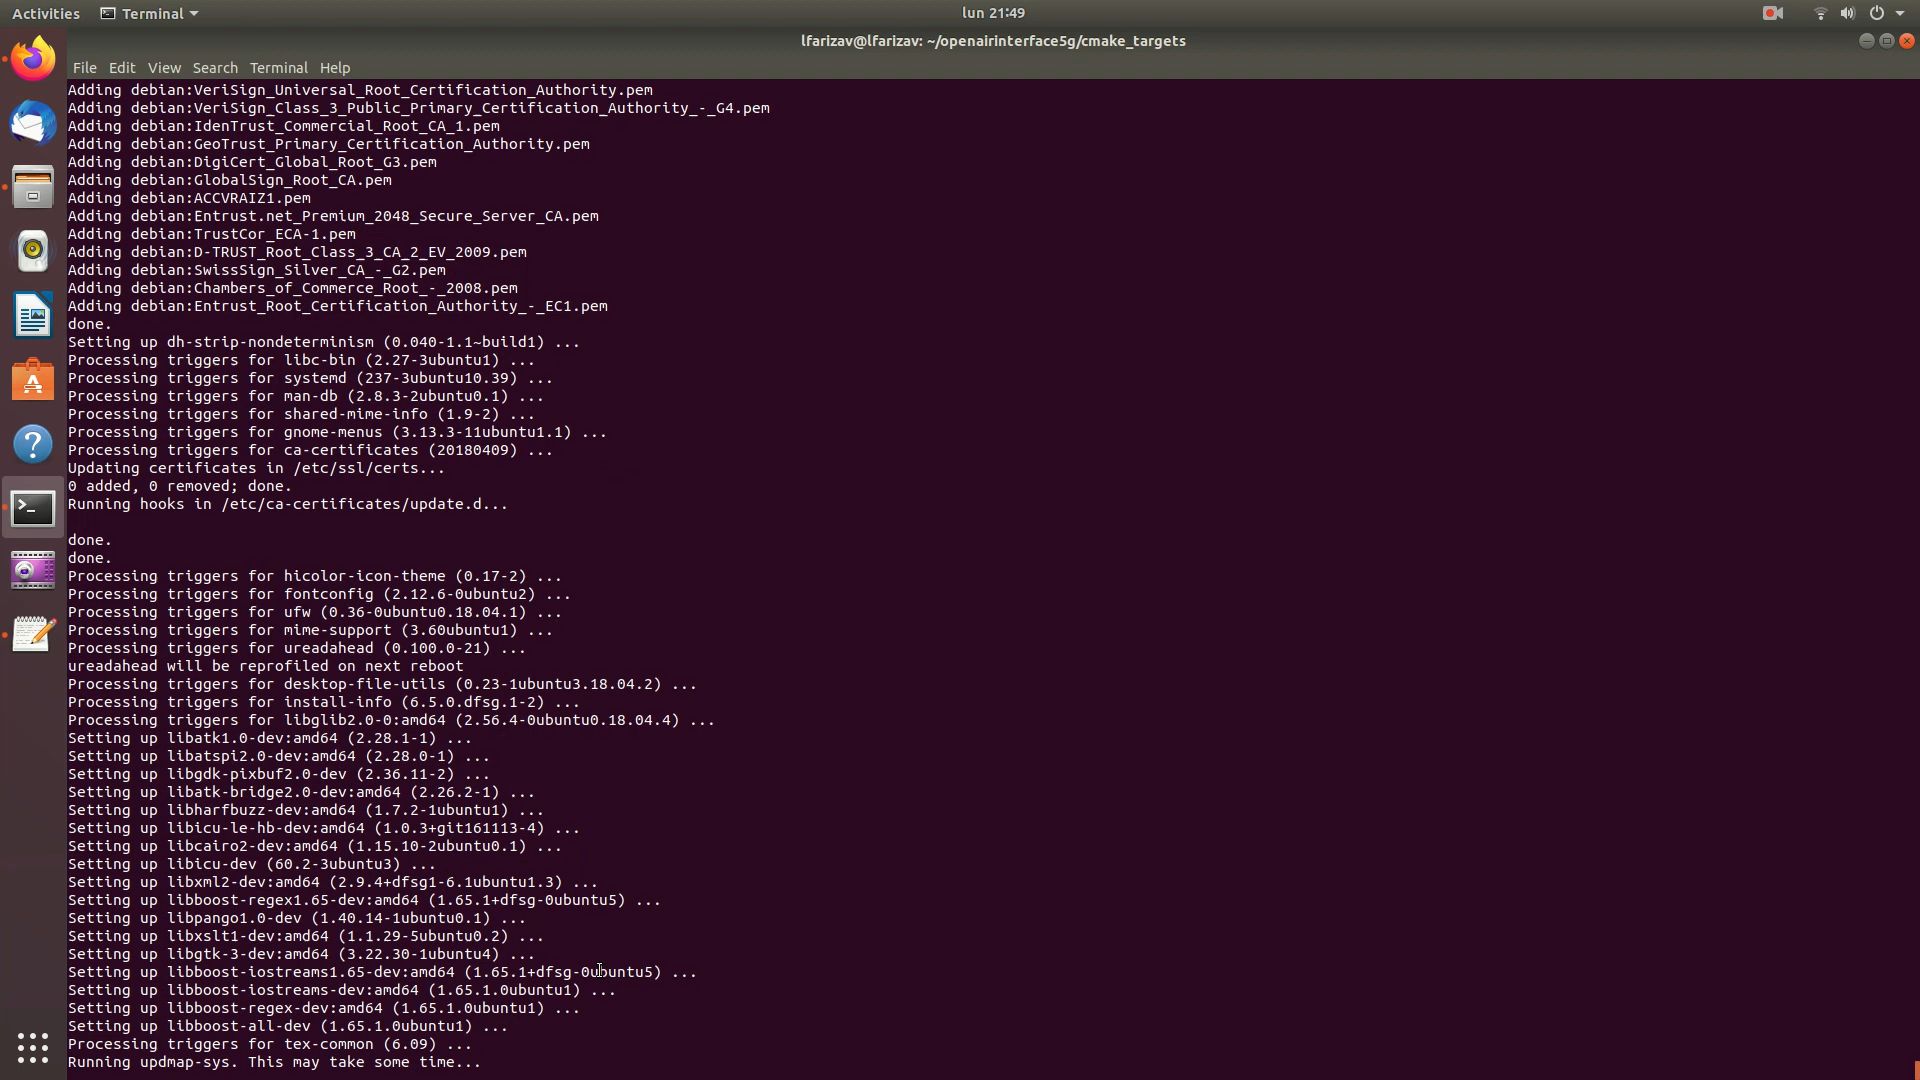 Activities Terminal lun 21:49
lfarizav@lfarizav: ~/openairinterface5g/cmake_targets
File Edit View Search Terminal Help
Adding debian:VeriSign_Universal_Root_Certification_Authority.pem
Adding debian:VeriSign_Class_3_Public_Primary_Certification_Authority_-_G4.pem
Adding debian:IdenTrust_Commercial_Root_CA_1.pem
Adding debian:GeoTrust_Primary_Certification_Authority.pem
Adding debian:DigiCert_Global_Root_G3.pem
Adding debian:GlobalSign_Root_CA.pem
Adding debian:ACCVRAIZ1.pem
Adding debian:Entrust.net_Premium_2048_Secure_Server_CA.pem
Adding debian:TrustCor_ECA-1.pem
Adding debian:D-TRUST_Root_Class_3_CA_2_EV_2009.pem
Adding debian:SwissSign_Silver_CA_-_G2.pem
Adding debian:Chambers_of_Commerce_Root_-_2008.pem
Adding debian:Entrust_Root_Certification_Authority_-_EC1.pem
done.
Setting up dh-strip-nondeterminism (0.040-1.1~build1) ...
Processing triggers for libc-bin (2.27-3ubuntu1) ...
Processing triggers for systemd (237-3ubuntu10.39) ...
Processing triggers for man-db (2.8.3-2ubuntu0.1) ...
Processing triggers for shared-mime-info (1.9-2) ...
Processing triggers for gnome-menus (3.13.3-11ubuntu1.1) ...
Processing triggers for ca-certificates (20180409) ...
Updating certificates in /etc/ssl/certs...
0 added, 0 removed; done.
Running hooks in /etc/ca-certificates/update.d...
done.
done.
Processing triggers for hicolor-icon-theme (0.17-2) ...
Processing triggers for fontconfig (2.12.6-0ubuntu2) ...
Processing triggers for ufw (0.36-0ubuntu0.18.04.1) ...
Processing triggers for mime-support (3.60ubuntu1) ...
Processing triggers for ureadahead (0.100.0-21) ...
ureadahead will be reprofiled on next reboot
Processing triggers for desktop-file-utils (0.23-1ubuntu3.18.04.2) ...
Processing triggers for install-info (6.5.0.dfsg.1-2) ...
Processing triggers for libglib2.0-0:amd64 (2.56.4-0ubuntu0.18.04.4) ...
Setting up libatk1.0-dev:amd64 (2.28.1-1) ...
Setting up libatspi2.0-dev:amd64 (2.28.0-1) ...
Setting up libgdk-pixbuf2.0-dev (2.36.11-2) ...
Setting up libatk-bridge2.0-dev:amd64 (2.26.2-1) ...
Setting up libharfbuzz-dev:amd64 (1.7.2-1ubuntu1) ...
Setting up libicu-le-hb-dev:amd64 (1.0.3+git161113-4) ...
Setting up libcairo2-dev:amd64 (1.15.10-2ubuntu0.1) ...
Setting up libicu-dev (60.2-3ubuntu3) ...
Setting up libxml2-dev:amd64 (2.9.4+dfsg1-6.1ubuntu1.3) ...
Setting up libboost-regex1.65-dev:amd64 (1.65.1+dfsg-0ubuntu5) ...
Setting up libpango1.0-dev (1.40.14-1ubuntu0.1) ...
Setting up libxslt1-dev:amd64 (1.1.29-5ubuntu0.2) ...
Setting up libgtk-3-dev:amd64 (3.22.30-1ubuntu4) ...
Setting up libboost-iostreams1.65-dev:amd64 (1.65.1+dfsg-0ubuntu5) ...
Setting up libboost-iostreams-dev:amd64 (1.65.1.0ubuntu1) ...
Setting up libboost-regex-dev:amd64 (1.65.1.0ubuntu1) ...
Setting up libboost-all-dev (1.65.1.0ubuntu1) ...
Processing triggers for tex-common (6.09) ...
Running updmap-sys. This may take some time...